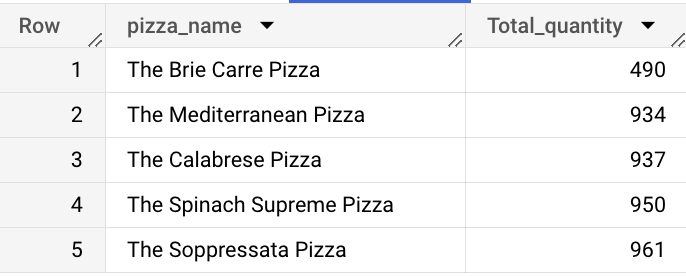 Row pizza_name Total_quantity
1 The Brie Carre Pizza 490
2 The Mediterranean Pizza 934
3 The Calabrese Pizza 937
4 The Spinach Supreme Pizza 950
5 The Soppressata Pizza 961